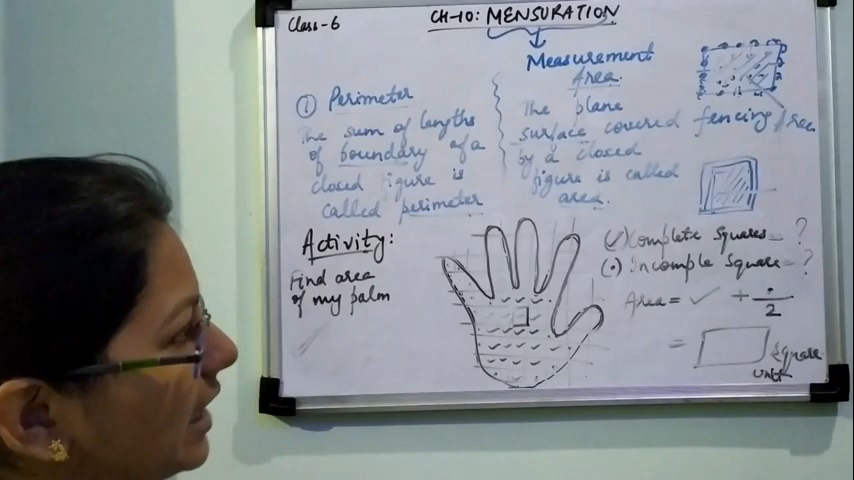 Class-6
CH-10: MENSURATION
Measurement
① Perimeter
The sum of lengths
of boundary of a
closed figure is
called perimeter
Area.
The plane
surface covered
by a closed
figure is called
area.
fencing
Area
Activity:
Find area
of my palm
(✓) Complete Squares = ?
(•) incomple Square = ?
Area = ✓ + •/2
= square
unit